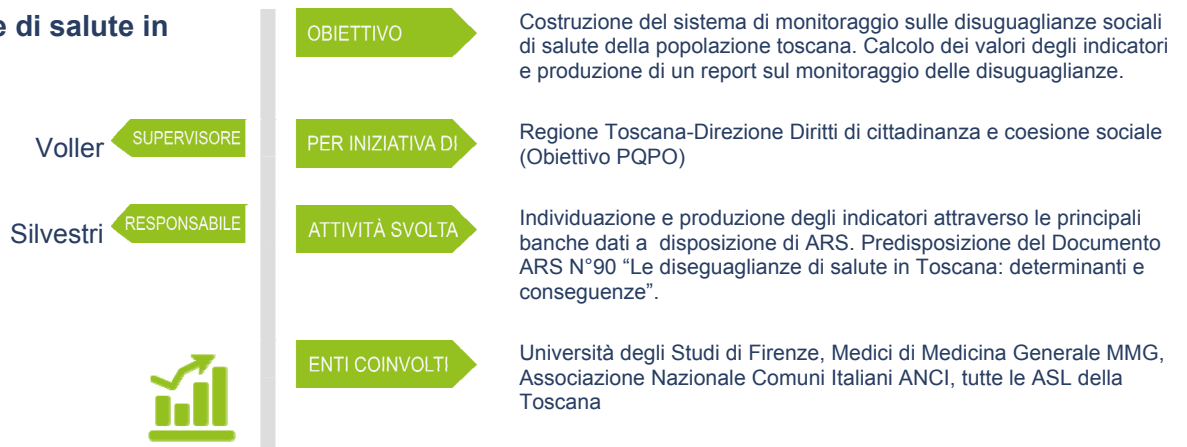 e di salute in
Voller
SUPERVISORE
Silvestri
RESPONSABILE
OBIETTIVO
Costruzione del sistema di monitoraggio sulle disuguaglianze sociali
di salute della popolazione toscana. Calcolo dei valori degli indicatori
e produzione di un report sul monitoraggio delle disuguaglianze.
PER INIZIATIVA DI
Regione Toscana-Direzione Diritti di cittadinanza e coesione sociale
(Obiettivo PQPO)
ATTIVITÀ SVOLTA
Individuazione e produzione degli indicatori attraverso le principali
banche dati a disposizione di ARS. Predisposizione del Documento
ARS N°90 “Le diseguaglianze di salute in Toscana: determinanti e
conseguenze”.
ENTI COINVOLTI
Università degli Studi di Firenze, Medici di Medicina Generale MMG,
Associazione Nazionale Comuni Italiani ANCI, tutte le ASL della
Toscana